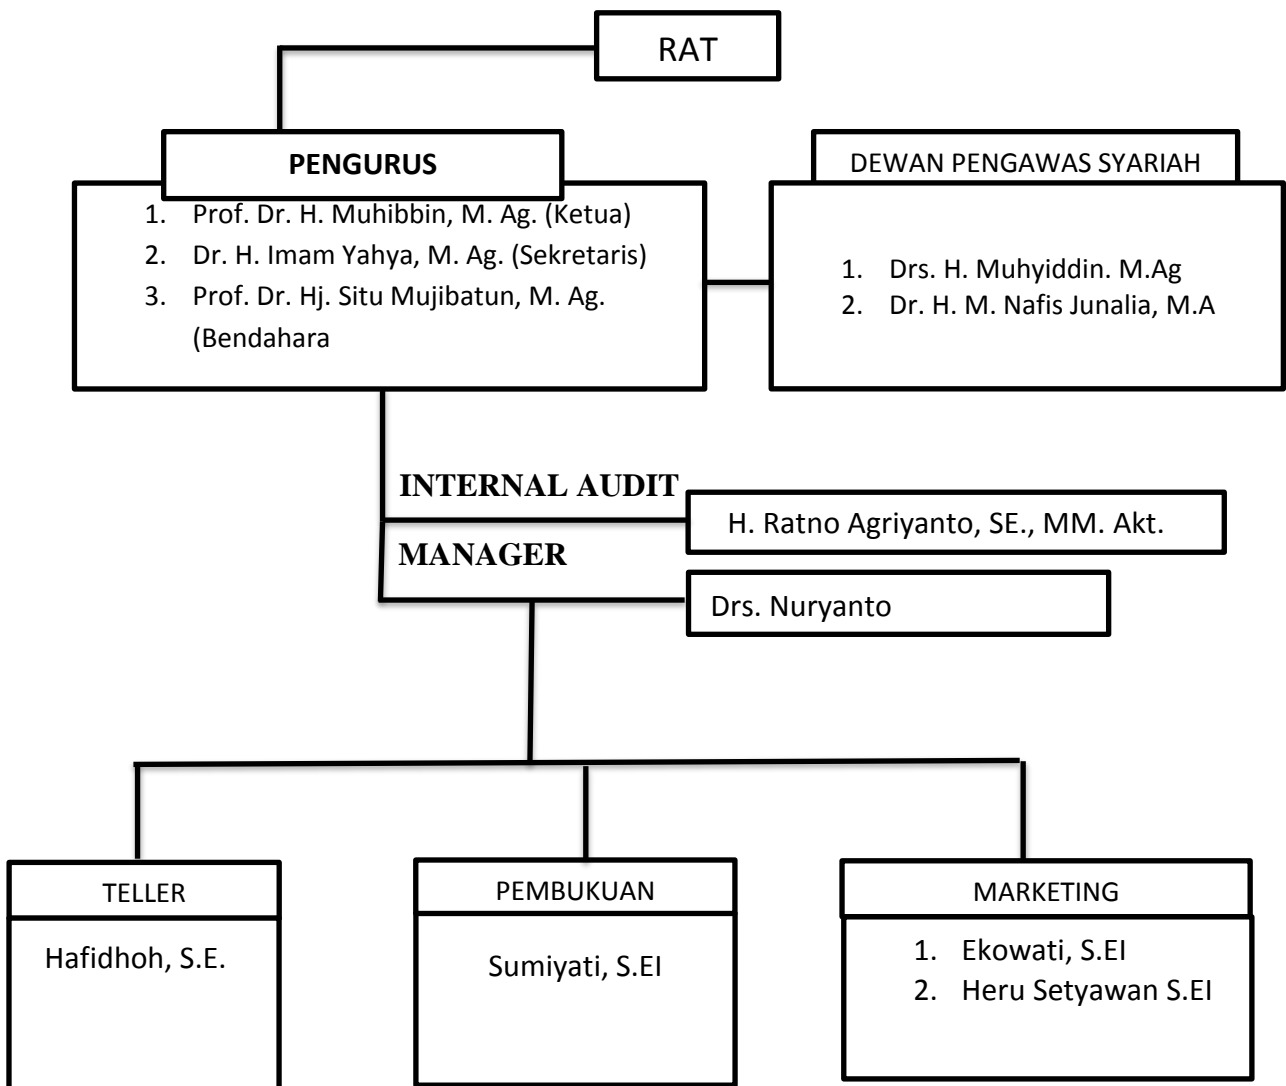 RAT
PENGURUS
1. Prof. Dr. H. Muhibbin, M. Ag. (Ketua)
2. Dr. H. Imam Yahya, M. Ag. (Sekretaris)
3. Prof. Dr. Hj. Situ Mujibatun, M. Ag.
(Bendahara
DEWAN PENGAWAS SYARIAH
1. Drs. H. Muhyiddin. M.Ag
2. Dr. H. M. Nafis Junalia, M.A
INTERNAL AUDIT
H. Ratno Agriyanto, SE., MM. Akt.
MANAGER
Drs. Nuryanto
TELLER
Hafidhoh, S.E.
PEMBUKUAN
Sumiyati, S.EI
MARKETING
1. Ekowati, S.EI
2. Heru Setyawan S.EI